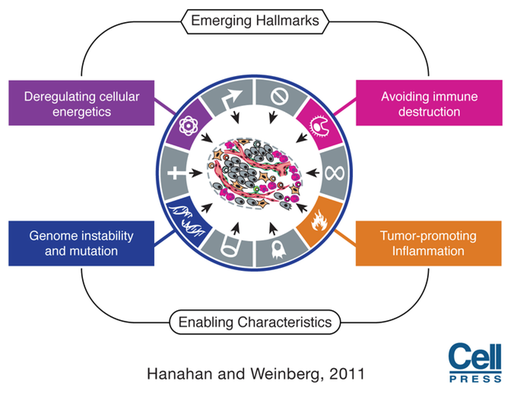 Emerging Hallmarks
Deregulating cellular
energetics
Avoiding immune
destruction
Genome instability
and mutation
Tumor-promoting
Inflammation
Enabling Characteristics
Hanahan and Weinberg, 2011
Cell
PRESS